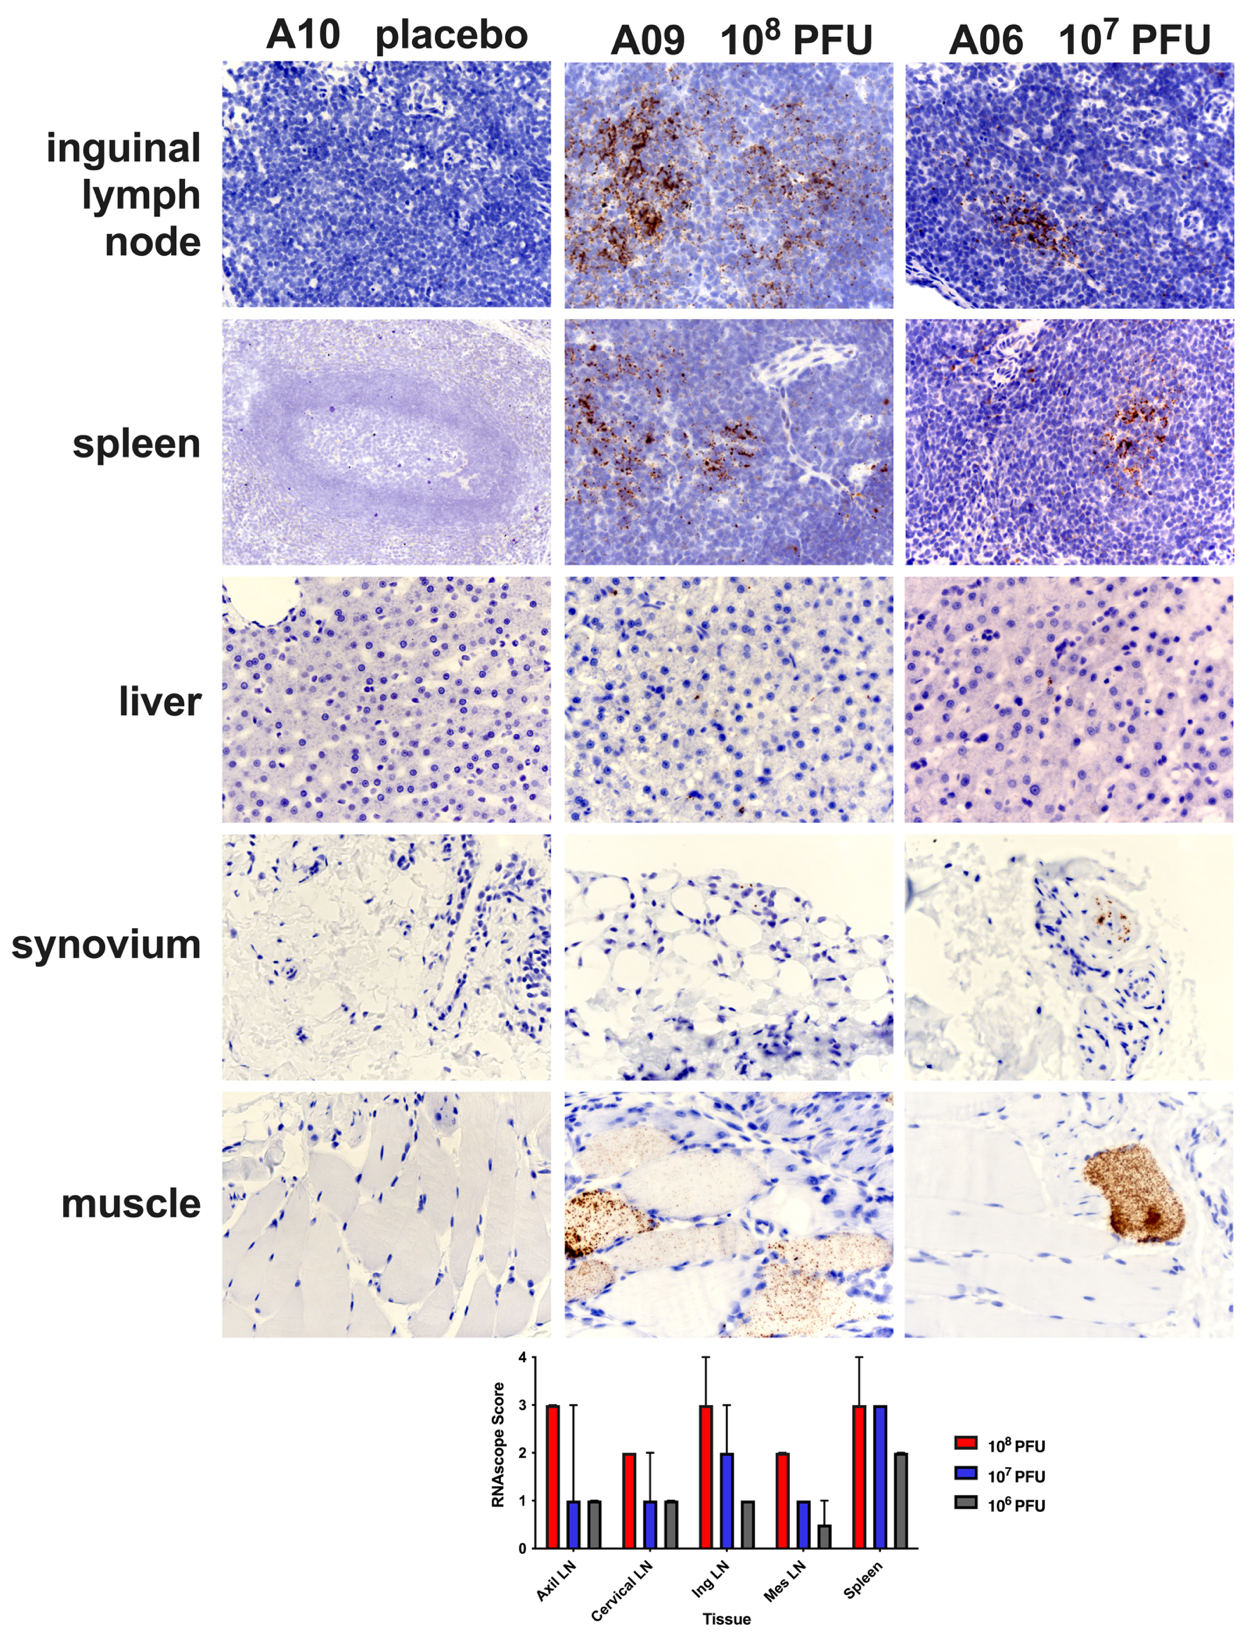 A10 placebo
A09 10⁸ PFU
A06 10⁷ PFU
inguinal
lymph
node
spleen
liver
synovium
muscle
4
3
2
1
0
RNAscope Score
Axil LN
Cervical LN
Ing LN
Mes LN
Spleen
Tissue
10⁸ PFU
10⁷ PFU
10⁶ PFU